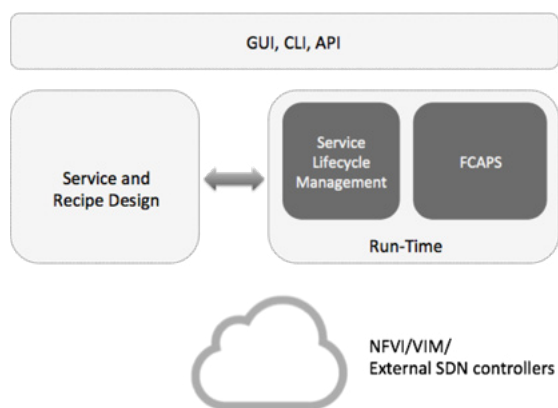 GUI, CLI, API
Service and
Recipe Design
Service
Lifecycle
Management
FCAPS
Run-Time
NFVI/VIM/
External SDN controllers